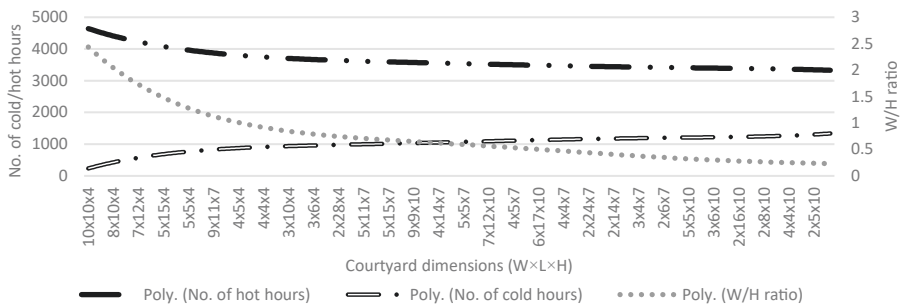 5000
4000
3000
2000
1000
0
No. of cold/hot hours
3
2.5
2
1.5
1
0.5
0
W/H ratio
10x10x4
8x10x4
7x12x4
5x15x4
5x5x4
9x11x7
4x5x4
4x4x4
3x10x4
3x6x4
2x28x4
5x11x7
5x15x7
9x9x10
4x14x7
5x5x7
7x12x10
4x5x7
6x17x10
4x4x7
2x24x7
2x14x7
3x4x7
2x6x7
5x5x10
3x6x10
2x16x10
2x8x10
4x4x10
2x5x10
Courtyard dimensions (W×L×H)
Poly. (No. of hot hours) Poly. (No. of cold hours) Poly. (W/H ratio)